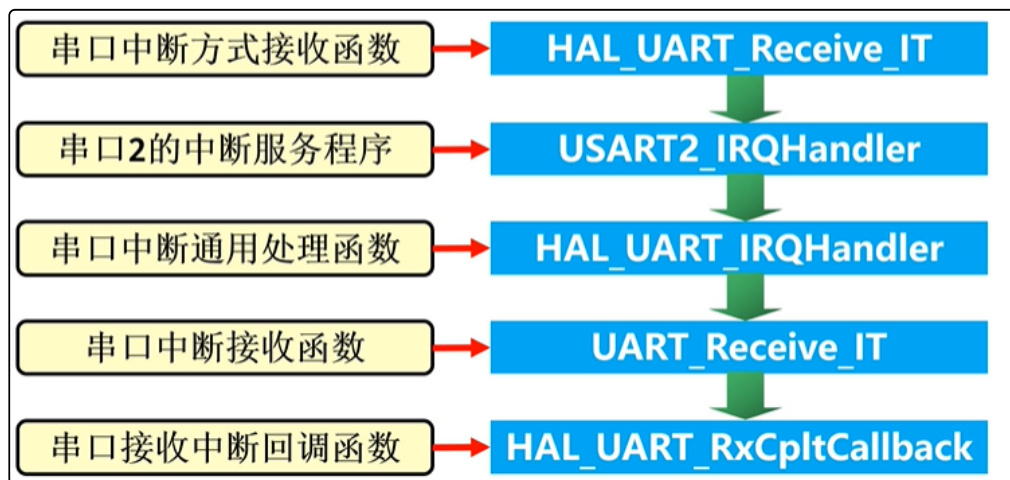 串口中断方式接收函数
HAL_UART_Receive_IT
串口2的中断服务程序
USART2_IRQHandler
串口中断通用处理函数
HAL_UART_IRQHandler
串口中断接收函数
UART_Receive_IT
串口接收中断回调函数
HAL_UART_RxCpltCallback